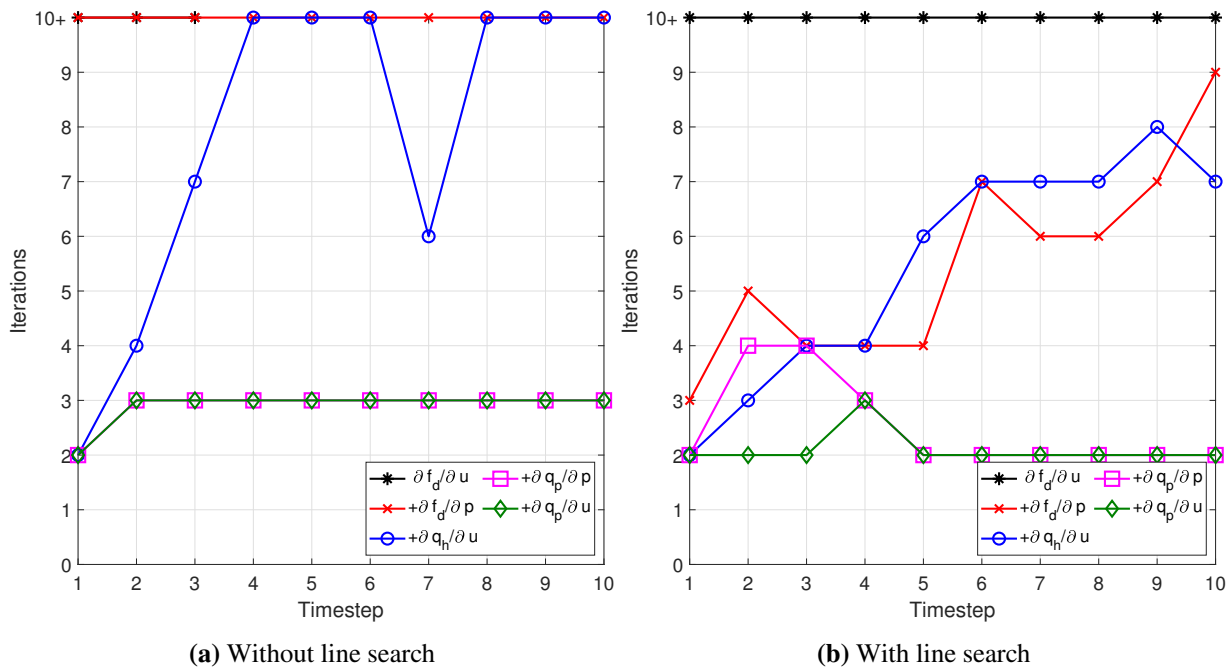 10+
9
8
7
6
5
4
3
2
1
0
Iterations
1 2 3 4 5 6 7 8 9 10
Timestep
∂ f_d/∂ u
+∂ f_d/∂ p
+∂ q_h/∂ u
+∂ q_p/∂ p
+∂ q_p/∂ u
(a) Without line search
10+
9
8
7
6
5
4
3
2
1
0
Iterations
1 2 3 4 5 6 7 8 9 10
Timestep
∂ f_d/∂ u
+∂ f_d/∂ p
+∂ q_h/∂ u
+∂ q_p/∂ p
+∂ q_p/∂ u
(b) With line search